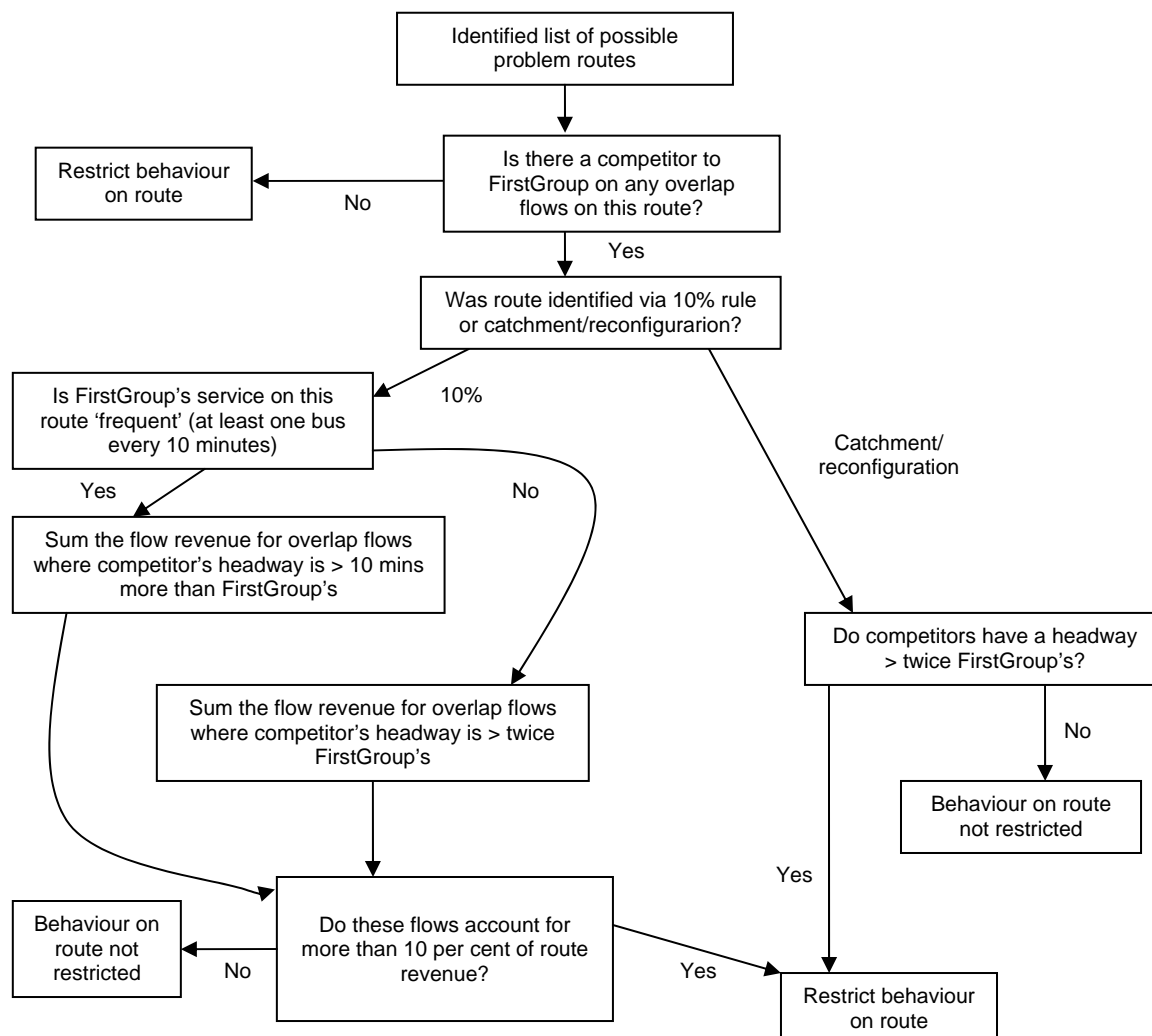 Identified list of possible
problem routes
Is there a competitor to
FirstGroup on any overlap
flows on this route?
Restrict behaviour
on route
No
Yes
Was route identified via 10% rule
or catchment/reconfigurarion?
Is FirstGroup's service on this
route ‘frequent’ (at least one bus
every 10 minutes)
10%
Catchment/
reconfiguration
Yes
No
Sum the flow revenue for overlap flows
where competitor's headway is > 10 mins
more than FirstGroup's
Do competitors have a headway
> twice FirstGroup's?
Sum the flow revenue for overlap flows
where competitor's headway is > twice
FirstGroup's
No
Behaviour on route
not restricted
Yes
Behaviour on
route not
restricted
Do these flows account for
more than 10 per cent of route
revenue?
No
Yes
Restrict behaviour
on route